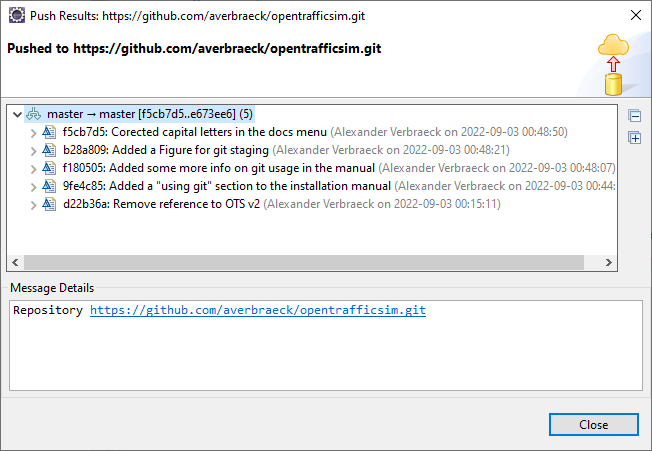 Push Results: https://github.com/averbraeck/opentrafficsim.git
Pushed to https://github.com/averbraeck/opentrafficsim.git
master → master [f5cb7d5..e673ee6] (5)
f5cb7d5: Corected capital letters in the docs menu (Alexander Verbraeck on 2022-09-03 00:48:50)
b28a809: Added a Figure for git staging (Alexander Verbraeck on 2022-09-03 00:48:21)
f180505: Added some more info on git usage in the manual (Alexander Verbraeck on 2022-09-03 00:48:07)
9fe4c85: Added a "using git" section to the installation manual (Alexander Verbraeck on 2022-09-03 00:44:
d22b36a: Remove reference to OTS v2 (Alexander Verbraeck on 2022-09-03 00:15:11)
Message Details
Repository https://github.com/averbraeck/opentrafficsim.git
Close